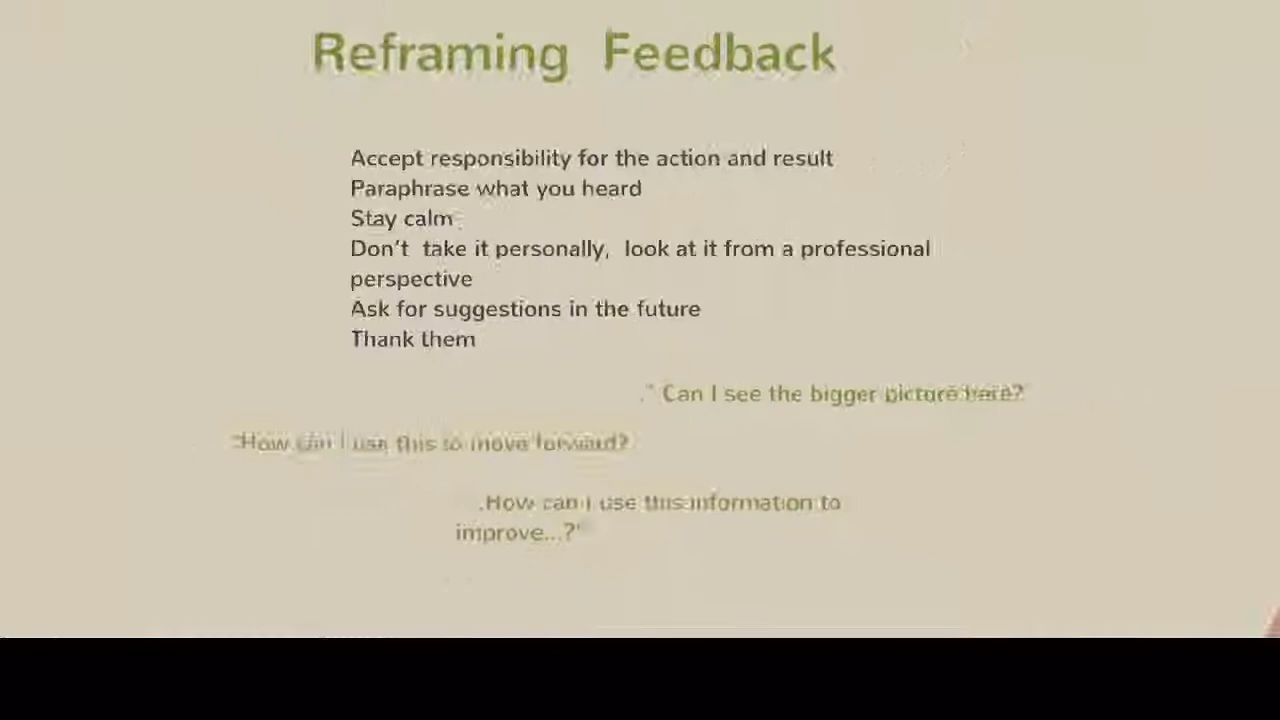 Reframing Feedback
Accept responsibility for the action and result
Paraphrase what you heard
Stay calm
Don't take it personally, look at it from a professional
perspective
Ask for suggestions in the future
Thank them
." Can I see the bigger picture here?
"How can I use this to move forward?
.How can I use this information to
improve...?"